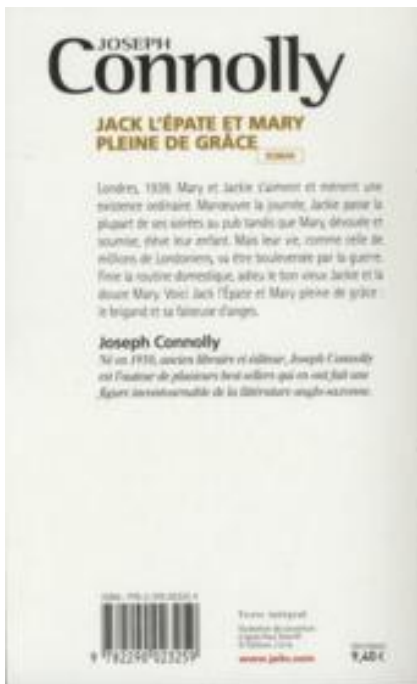 JOSEPH
Connolly
JACK L'ÉPATE ET MARY
PLEINE DE GRÂCE
ROMAN
Londres, 1939. Mary et Jackie s'aiment et mènent une
existence ordinaire. Manœuvre la journée, Jackie passe la
plupart de ses soirées au pub tandis que Mary, dévouée et
soumise, élève leur enfant. Mais leur vie, comme celle de
millions de Londoniens, va être bouleversée par la guerre.
Finie la routine domestique, adieu le bon vieux Jackie et la
douce Mary. Voici Jack l'Épate et Mary pleine de grâce :
le brigand et sa faiseuse d'anges.
Joseph Connolly
Né en 1950, ancien libraire et éditeur, Joseph Connolly
est l'auteur de plusieurs best-sellers qui en ont fait une
figure incontournable de la littérature anglo-saxonne.
Texte intégral
www.jailu.com
9,40 €
9 782290 023259